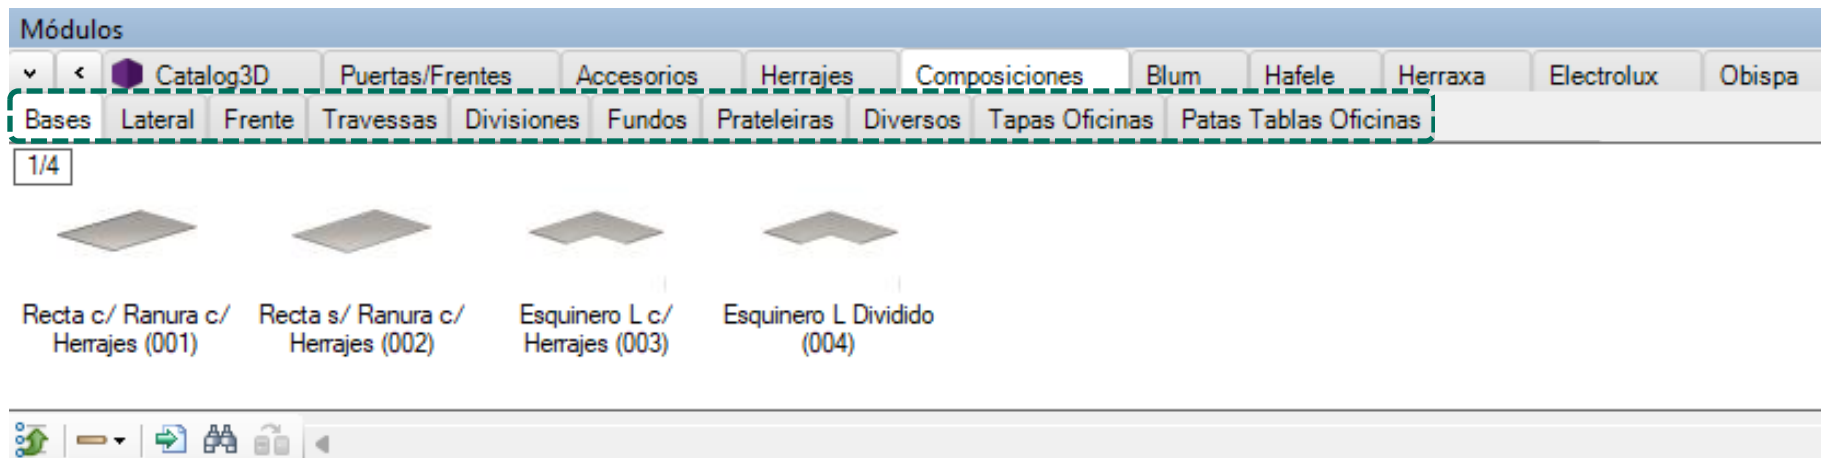 Módulos
Catalog3D Puertas/Frentes Accesorios Herrajes Composiciones Blum Hafele Herraxa Electrolux Obispa
Bases Lateral Frente Travessas Divisiones Fundos Prateleiras Diversos Tapas Oficinas Patas Tablas Oficinas
1/4
Recta c/ Ranura c/
Herrajes (001)
Recta s/ Ranura c/
Herrajes (002)
Esquinero L c/
Herrajes (003)
Esquinero L Dividido
(004)